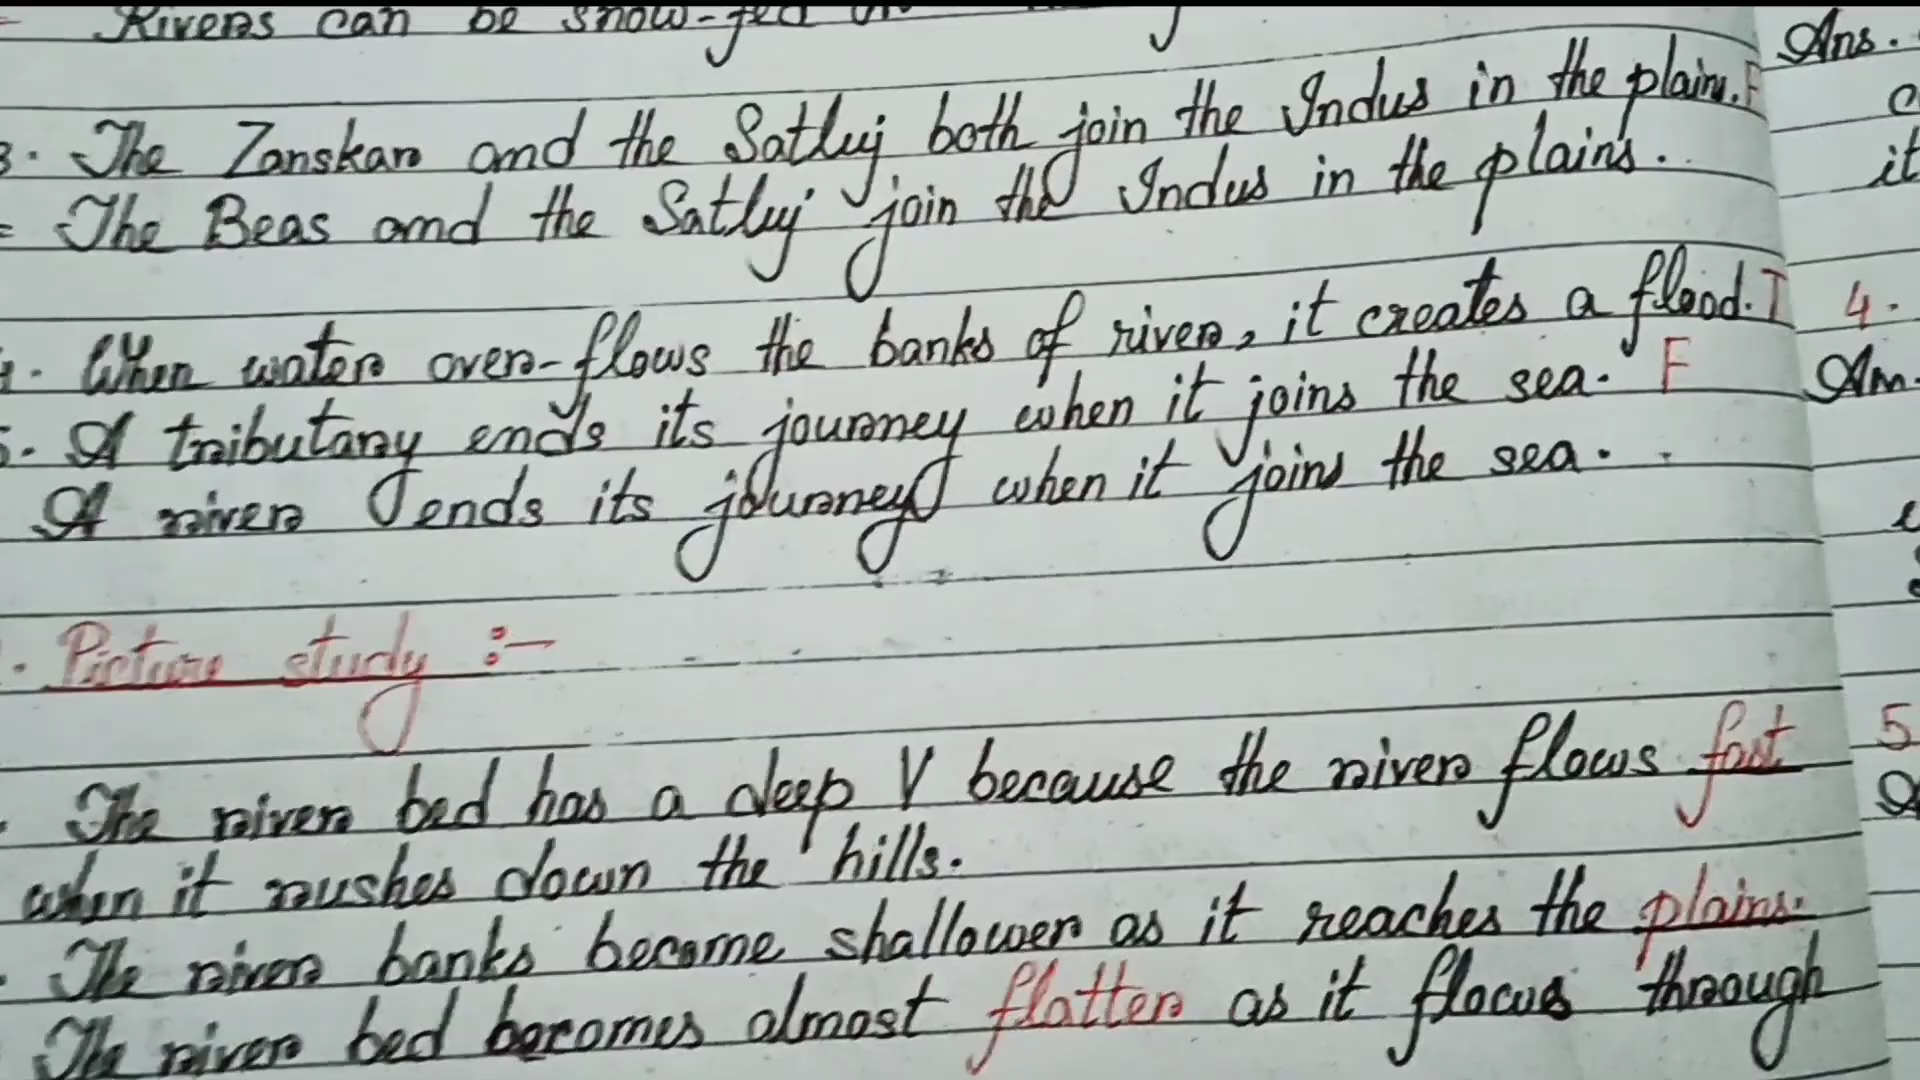 Rivers can be snow-fed
3. The Zanskar and the Satluj both join the Indus in the plain. F
= The Beas and the Satluj join the Indus in the plains.
4. When water over-flows the banks of river, it creates a flood. T
5. A tributary ends its journey when it joins the sea. F
A river ends its journey when it joins the sea.
Picture study :-
The river bed has a deep V because the river flows fast
when it rushes down the hills.
The river banks become shallower as it reaches the plains.
The river bed becomes almost flatter as it flows through
Ans.
it
4.
Ans.
5